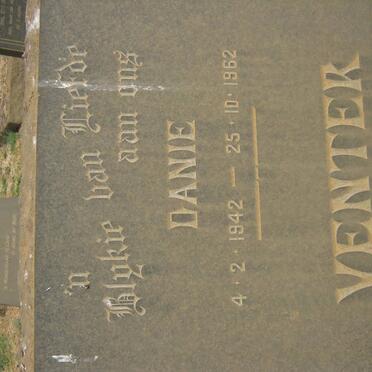 'n
Blykie van Liefde
aan ons
DANIE
4·2·1942 — 25·10·1962
VENTER